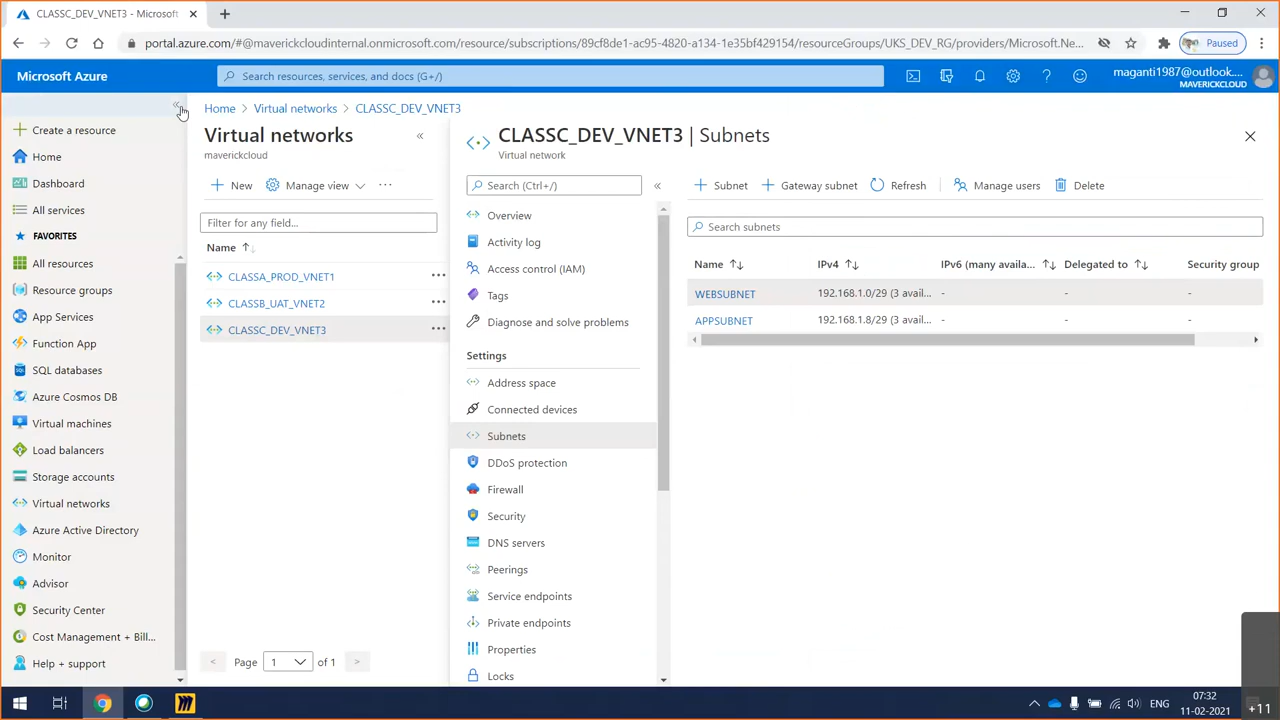 CLASSC_DEV_VNET3 - Microsoft
portal.azure.com/#@maverickcloudinternal.onmicrosoft.com/resource/subscriptions/89cf8de1-ac95-4820-a134-1e35bf429154/resourceGroups/UKS_DEV_RG/providers/Microsoft.Ne...
Paused
Microsoft Azure
Search resources, services, and docs (G+/)
maganti1987@outlook....
MAVERICKCLOUD
Create a resource
Home
Dashboard
All services
FAVORITES
All resources
Resource groups
App Services
Function App
SQL databases
Azure Cosmos DB
Virtual machines
Load balancers
Storage accounts
Virtual networks
Azure Active Directory
Monitor
Advisor
Security Center
Cost Management + Bill...
Help + support
Home > Virtual networks > CLASSC_DEV_VNET3
Virtual networks
maverickcloud
New Manage view ...
Filter for any field...
Name
CLASSA_PROD_VNET1 ...
CLASSB_UAT_VNET2 ...
CLASSC_DEV_VNET3 ...
< Page 1 of 1 >
CLASSC_DEV_VNET3 | Subnets
Virtual network
Search (Ctrl+/)
Overview
Activity log
Access control (IAM)
Tags
Diagnose and solve problems
Settings
Address space
Connected devices
Subnets
DDoS protection
Firewall
Security
DNS servers
Peerings
Service endpoints
Private endpoints
Properties
Locks
Subnet Gateway subnet Refresh Manage users Delete
Search subnets
Name IPv4 IPv6 (many availa... Delegated to Security group
WEBSUBNET 192.168.1.0/29 (3 avail... - - -
APPSUBNET 192.168.1.8/29 (3 avail... - - -
ENG
07:32
11-02-2021
+11